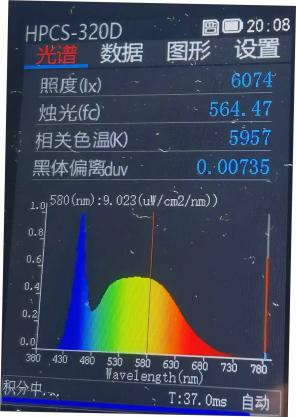 HPCS-320D 20:08
光谱 数据 图形 设置
照度(lx) 6074
烛光(fc) 564.47
相关色温(K) 5957
黑体偏离duv 0.00735
580(nm):9.023(uW/cm2/nm))
1.0
0.8
0.6
0.4
0.2
0.0
380 430 480 530 580 630 680 730 780
Wavelength(nm)
积分中 T:37.0ms 自动